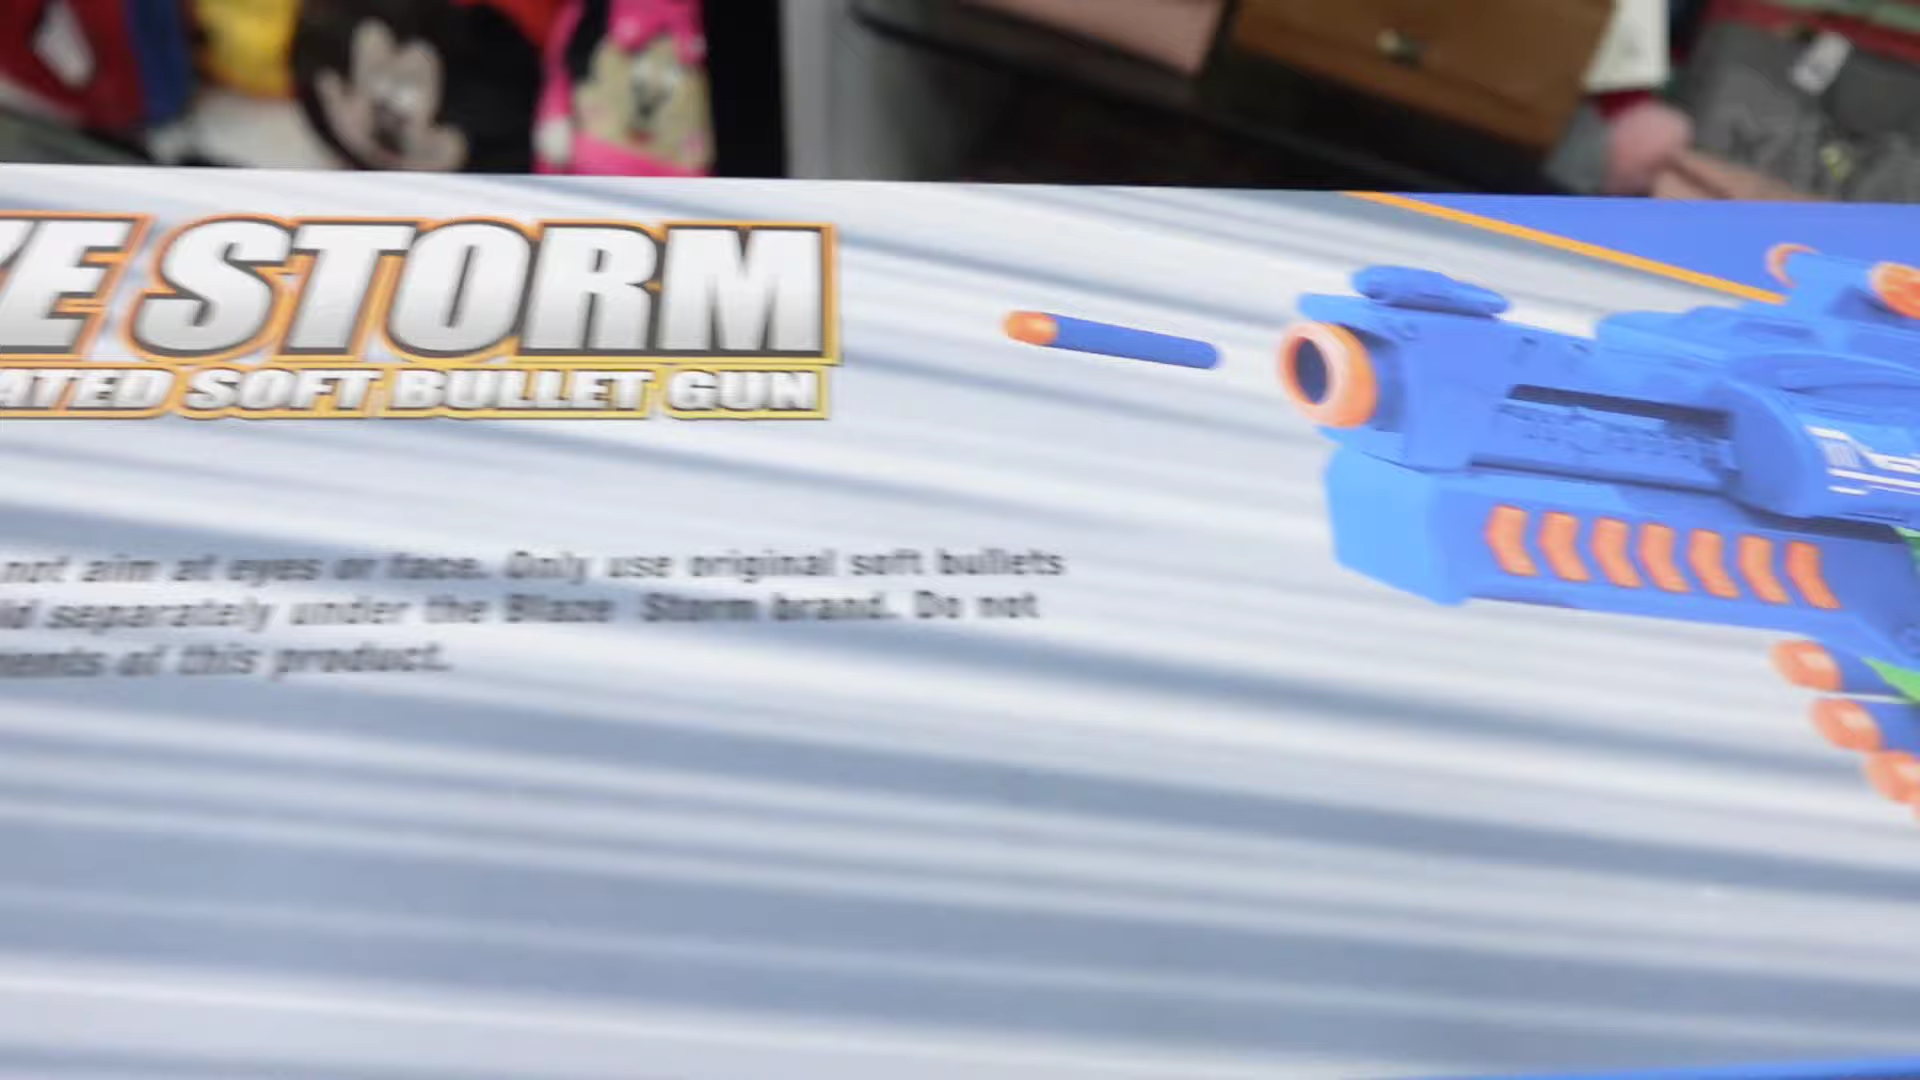 ZE STORM
ATED SOFT BULLET GUN
not aim at eyes or face. Only use original soft bullets
ld separately under the Blaze Storm brand. Do not
ents of this product.